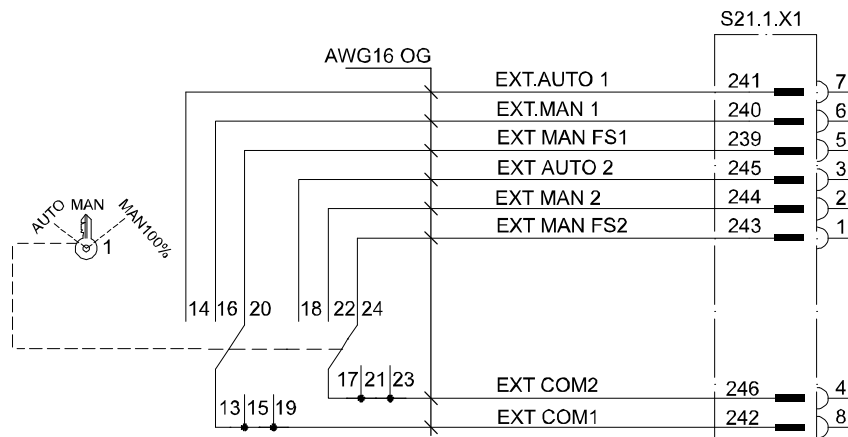 S21.1.X1
AWG16 OG
EXT.AUTO 1 241 7
EXT.MAN 1 240 6
EXT MAN FS1 239 5
EXT AUTO 2 245 3
EXT MAN 2 244 2
EXT MAN FS2 243 1
AUTO MAN MAN100%
1
14 16 20 18 22 24
17 21 23 EXT COM2 246 4
13 15 19 EXT COM1 242 8